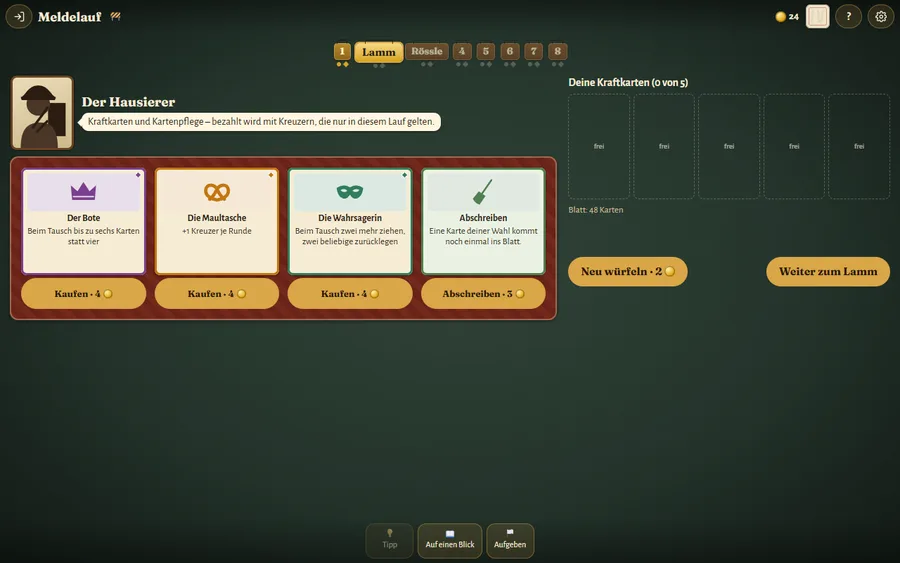 Meldelauf
24
?
1
Lamm
Rössle
4
5
6
7
8
Der Hausierer
Kraftkarten und Kartenpflege – bezahlt wird mit Kreuzern, die nur in diesem Lauf gelten.
Der Bote
Beim Tausch bis zu sechs Karten
statt vier
Kaufen · 4
Die Maultasche
+1 Kreuzer je Runde
Kaufen · 4
Die Wahrsagerin
Beim Tausch zwei mehr ziehen,
zwei beliebige zurücklegen
Kaufen · 4
Abschreiben
Eine Karte deiner Wahl kommt
noch einmal ins Blatt.
Abschreiben · 3
Deine Kraftkarten (0 von 5)
frei
frei
frei
frei
frei
Blatt: 48 Karten
Neu würfeln · 2
Weiter zum Lamm
Tipp
Auf einen Blick
Aufgeben